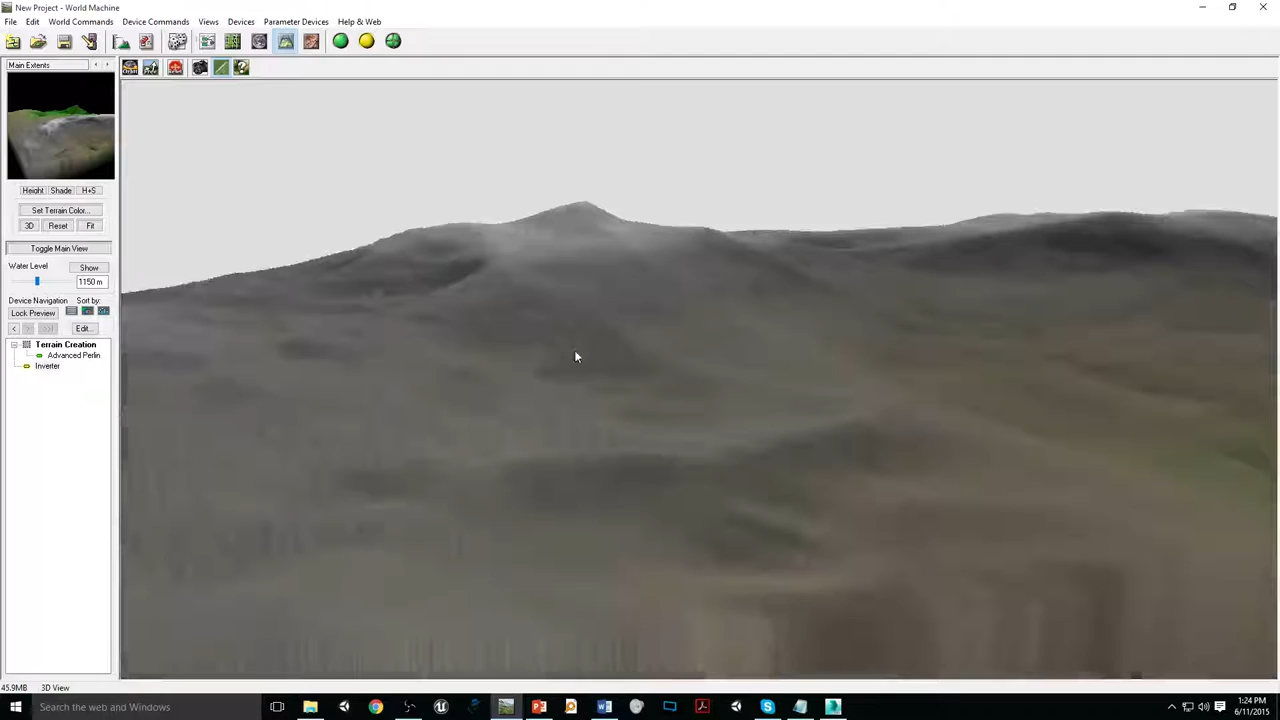 New Project - World Machine
File Edit World Commands Device Commands Views Devices Parameter Devices Help & Web
Main Extents
Height Shade H+S
Set Terrain Color...
3D Reset Fit
Toggle Main View
Water Level Show
1150 m
Device Navigation Sort by:
Lock Preview
Edit...
Terrain Creation
Advanced Perlin
Inverter
45.9MB 3D View
Search the web and Windows
1:24 PM
6/11/2015